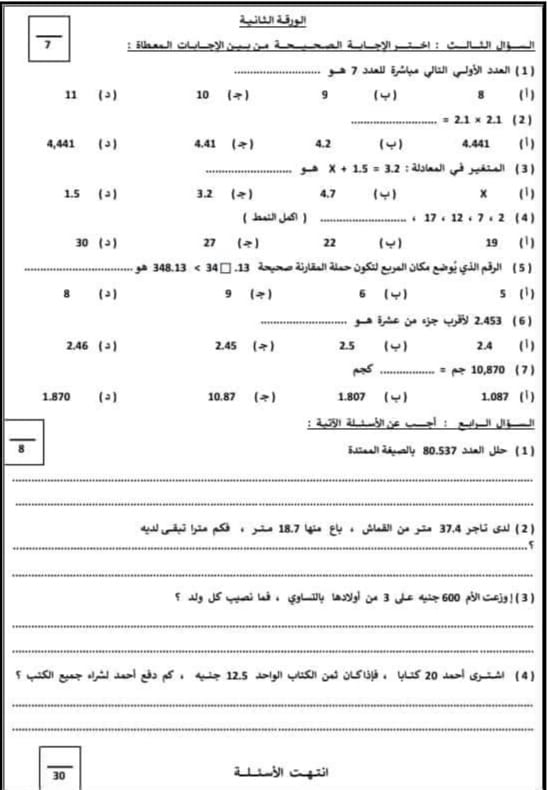 الورقة الثانية
7
السؤال الثالث : اختر الإجابة الصحيحة من بين الإجابات المعطاة :
( 1 ) العدد الأولي التالي مباشرة للعدد 7 هو ..........................
(أ) 8 (ب) 9 (جـ) 10 (د) 11
( 2 ) 2.1 × 2.1 = ..........................
(أ) 4.441 (ب) 4.2 (جـ) 4.41 (د) 4,441
( 3 ) المتغير في المعادلة : X + 1.5 = 3.2 هو ..........................
(أ) X (ب) 4.7 (جـ) 3.2 (د) 1.5
( 4 ) 2 ، 7 ، 12 ، 17 ، .......................... ( اكمل النمط )
(أ) 19 (ب) 22 (جـ) 27 (د) 30
( 5 ) الرقم الذي يُوضع مكان المربع لتكون جملة المقارنة صحيحة 13. □ 34 > 348.13 هو ................................
(أ) 5 (ب) 6 (جـ) 9 (د) 8
( 6 ) 2.453 لأقرب جزء من عشرة هو ..........................
(أ) 2.4 (ب) 2.5 (جـ) 2.45 (د) 2.46
( 7 ) 10,870 جم = ................ كجم
(أ) 1.087 (ب) 1.807 (جـ) 10.87 (د) 1.870
السؤال الرابع : أجب عن الأسئلة الآتية :
8
( 1 ) حلل العدد 80.537 بالصيغة الممتدة
( 2 ) لدى تاجر 37.4 متر من القماش ، باع منها 18.7 متر ، فكم مترا تبقى لديه
؟
( 3 ) إوزعت الأم 600 جنيه على 3 من أولادها بالتساوي ، فما نصيب كل ولد ؟
( 4 ) اشترى أحمد 20 كتابا ، فإذا كان ثمن الكتاب الواحد 12.5 جنيه ، كم دفع أحمد لشراء جميع الكتب ؟
انتهت الأسئلة
30